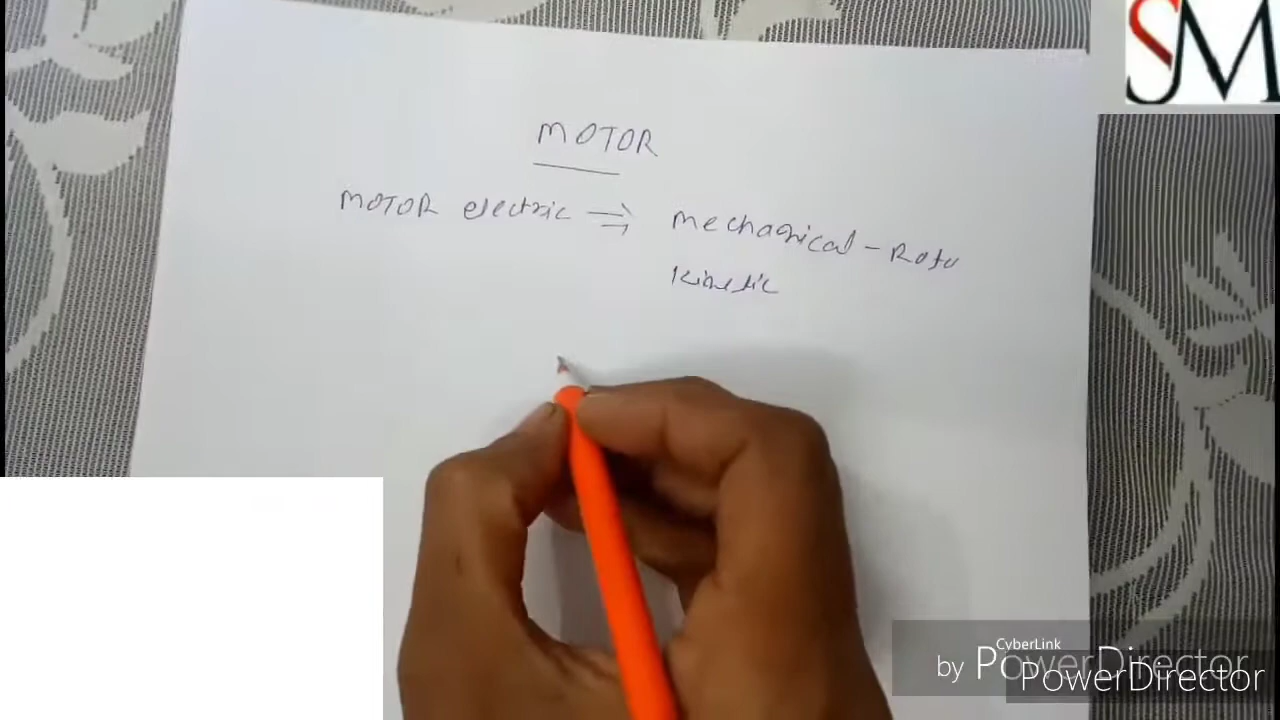 SM
MOTOR
MOTOR electric ⇒ mechanical - Rota
kinetic
CyberLink
by PowerDirector
PowerDirector